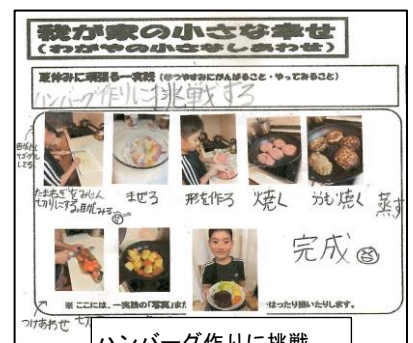 我が家の小さな幸せ
(わがやの小さなしあわせ)
夏休みに頑張る一実践 (なつやすみにがんばること・やってみること)
ハンバーグ作りに挑戦する
たまねぎをみじん
切りにする
まぜる
形を作る
焼く
うも焼く
蒸す
完成
つけあわせ
※ ここには、一実践の「写真」また
はったり描いたりします。
ハンバーグ作りに挑戦